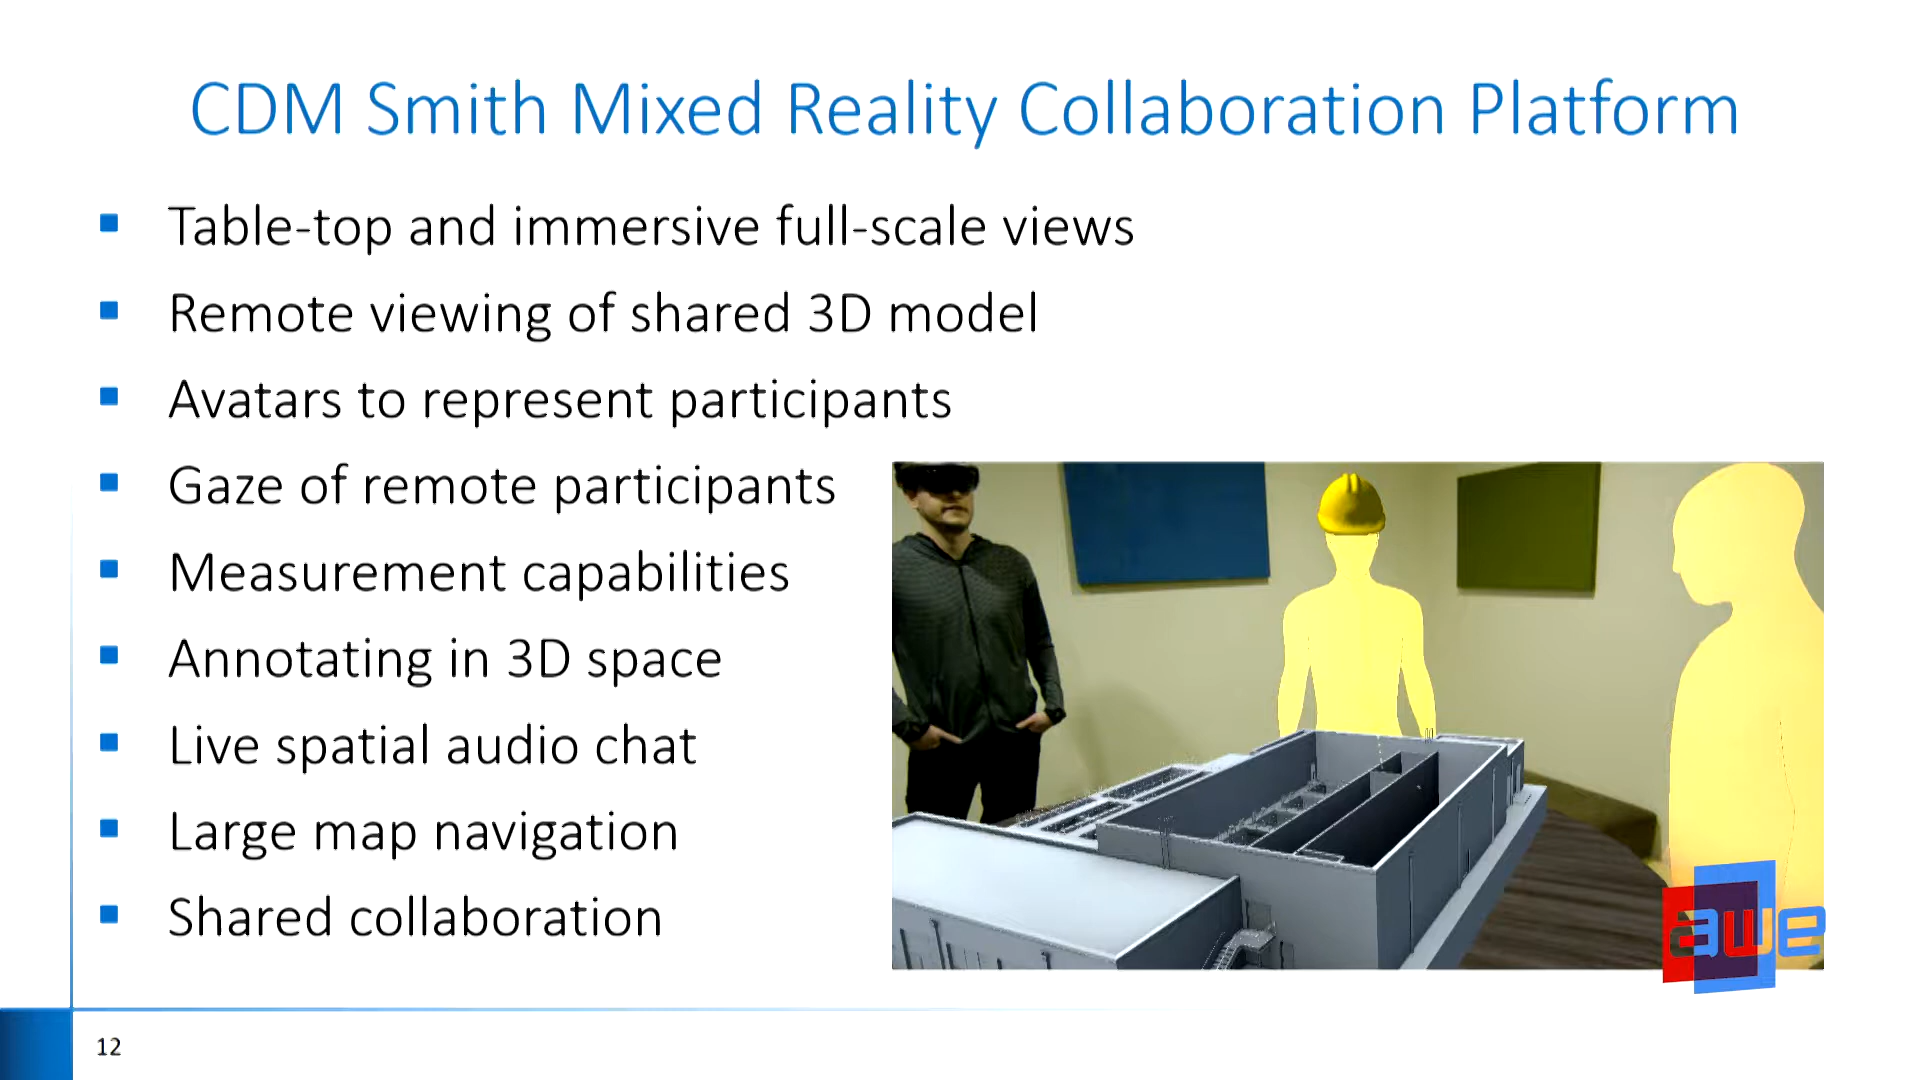 CDM Smith Mixed Reality Collaboration Platform
Table-top and immersive full-scale views
Remote viewing of shared 3D model
Avatars to represent participants
Gaze of remote participants
Measurement capabilities
Annotating in 3D space
Live spatial audio chat
Large map navigation
Shared collaboration
awe
12